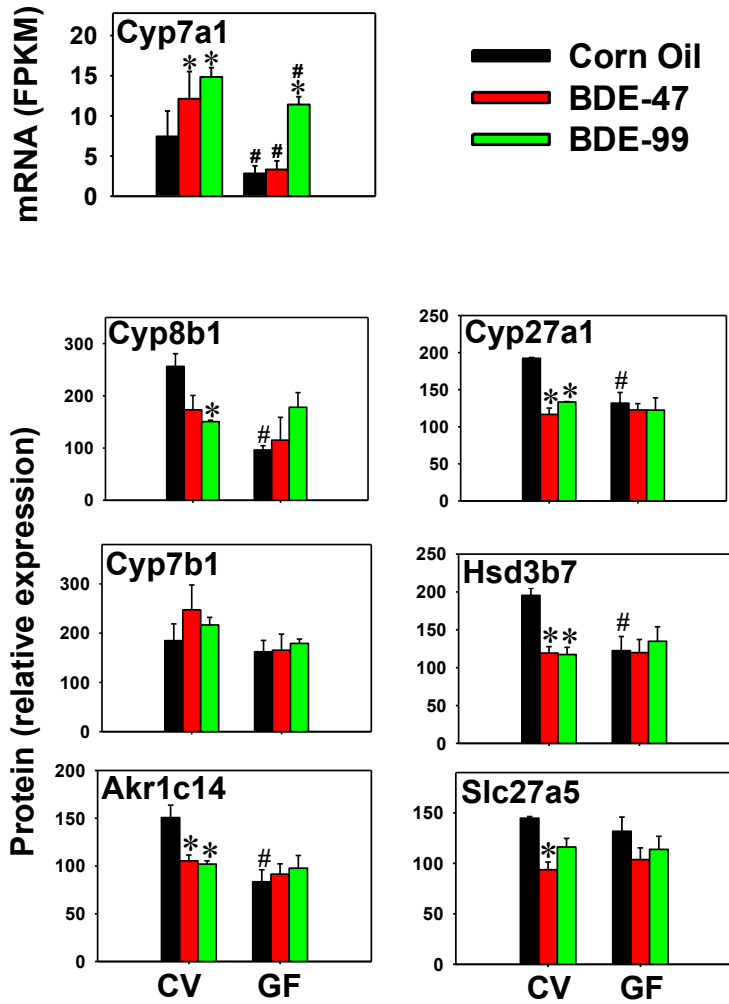 Cyp7a1
mRNA (FPKM)
20
15
10
5
0
* *
# # # *
Corn Oil
BDE-47
BDE-99
Protein (relative expression)
Cyp8b1
300
200
100
0
*
#
Cyp27a1
250
200
150
100
50
0
* *
#
Cyp7b1
300
200
100
0
Hsd3b7
250
200
150
100
50
0
* *
#
Akr1c14
200
150
100
50
0
* *
#
Slc27a5
150
100
50
0
*
CV GF
CV GF